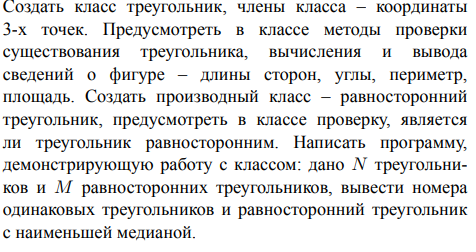 Создать класс треугольник, члены класса – координаты
3-х точек. Предусмотреть в классе методы проверки
существования треугольника, вычисления и вывода
сведений о фигуре – длины сторон, углы, периметр,
площадь. Создать производный класс – равносторонний
треугольник, предусмотреть в классе проверку, является
ли треугольник равносторонним. Написать программу,
демонстрирующую работу с классом: дано N треугольни-
ков и M равносторонних треугольников, вывести номера
одинаковых треугольников и равносторонний треугольник
с наименьшей медианой.